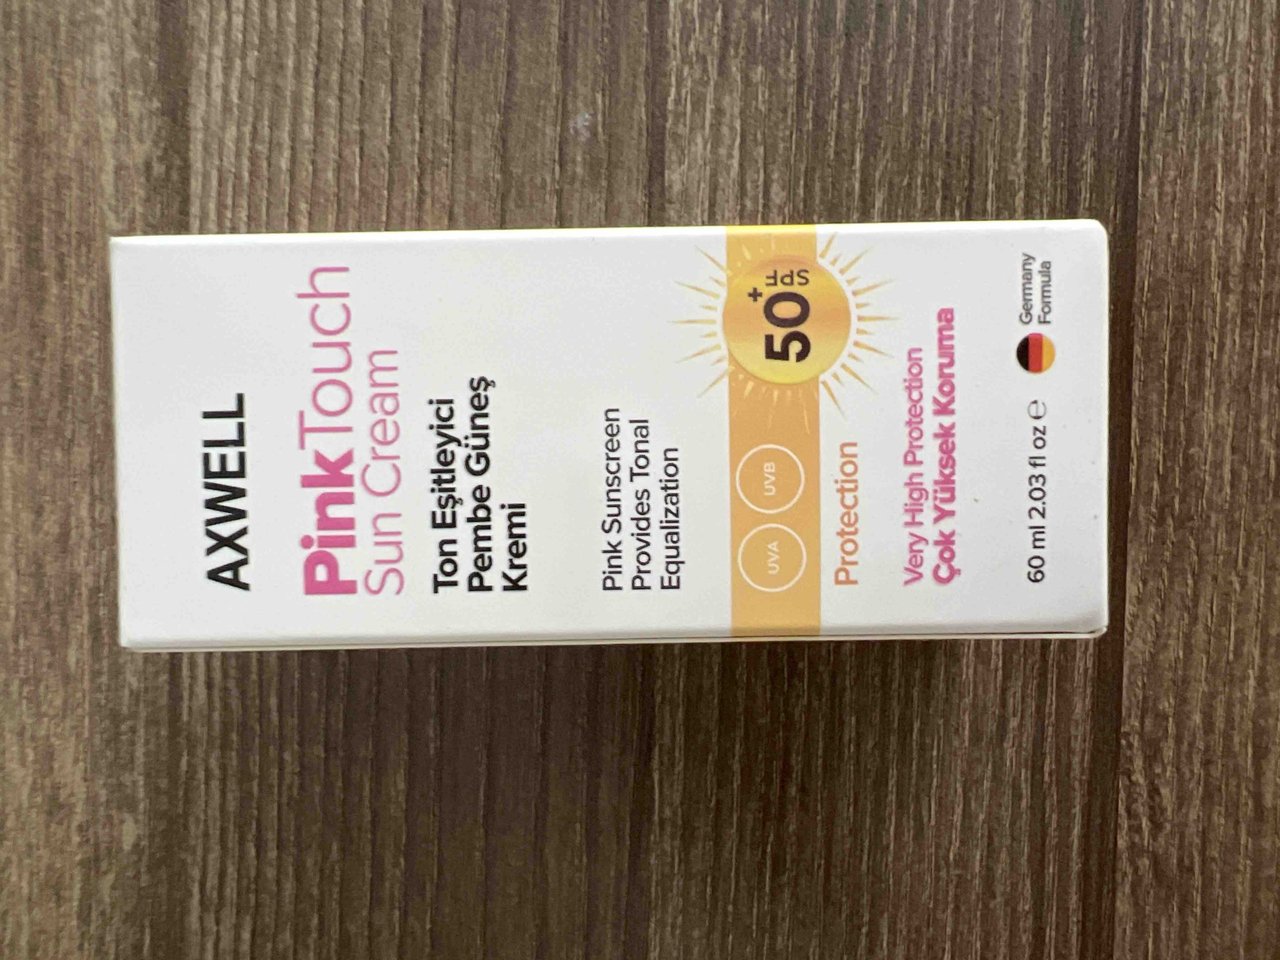 AXWELL
PinkTouch
Sun Cream
Ton Eşitleyici
Pembe Güneş
Kremi
Pink Sunscreen
Provides Tonal
Equalization
UVA UVB
50+ SPF
Protection
Very High Protection
Çok Yüksek Koruma
60 ml 2.03 fl oz ℮
Germany
Formula